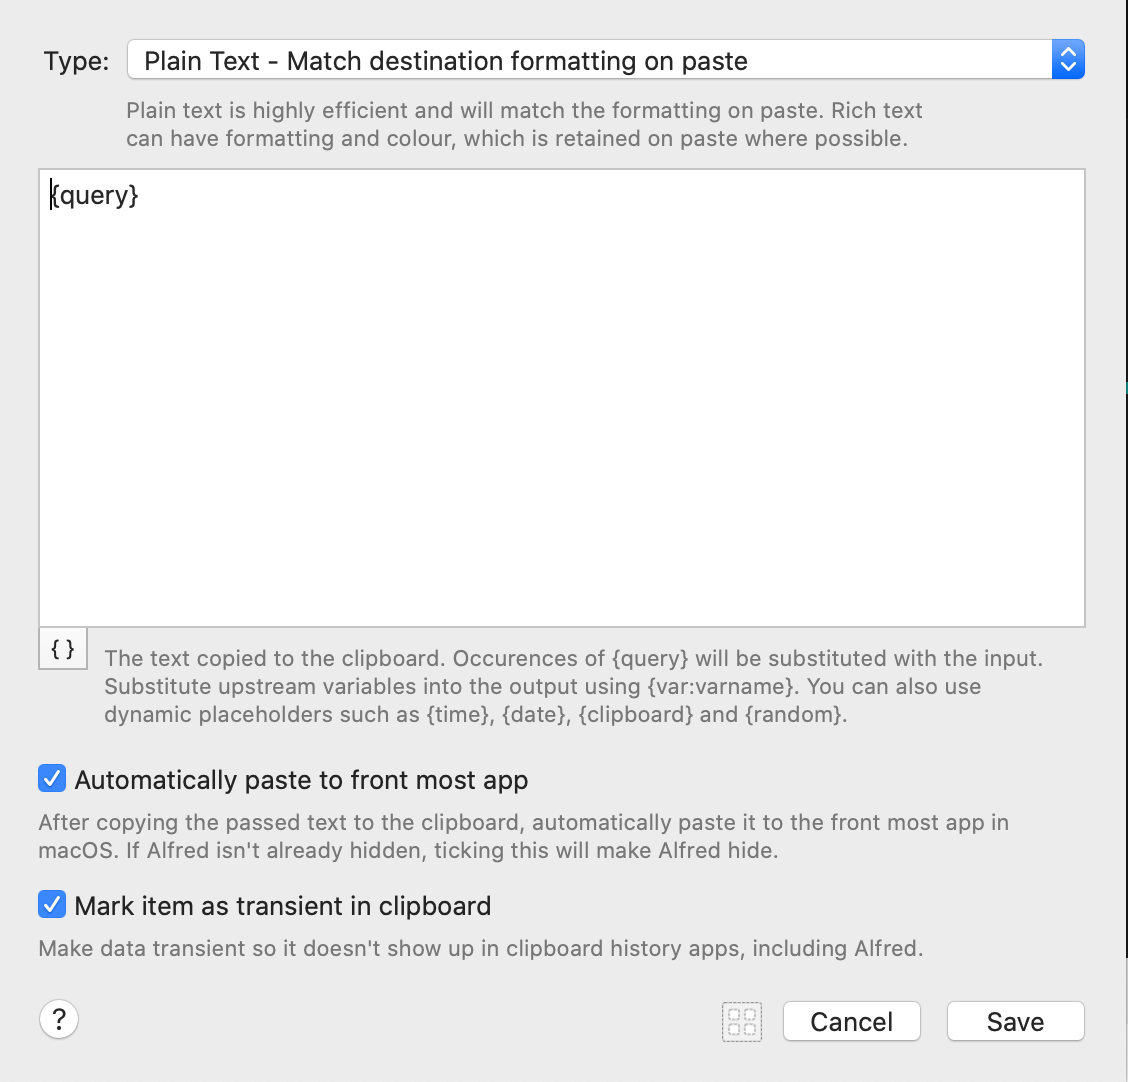 Type: Plain Text - Match destination formatting on paste
Plain text is highly efficient and will match the formatting on paste. Rich text
can have formatting and colour, which is retained on paste where possible.
{query}
{ } The text copied to the clipboard. Occurences of {query} will be substituted with the input.
Substitute upstream variables into the output using {var:varname}. You can also use
dynamic placeholders such as {time}, {date}, {clipboard} and {random}.
Automatically paste to front most app
After copying the passed text to the clipboard, automatically paste it to the front most app in
macOS. If Alfred isn't already hidden, ticking this will make Alfred hide.
Mark item as transient in clipboard
Make data transient so it doesn't show up in clipboard history apps, including Alfred.
? Cancel Save